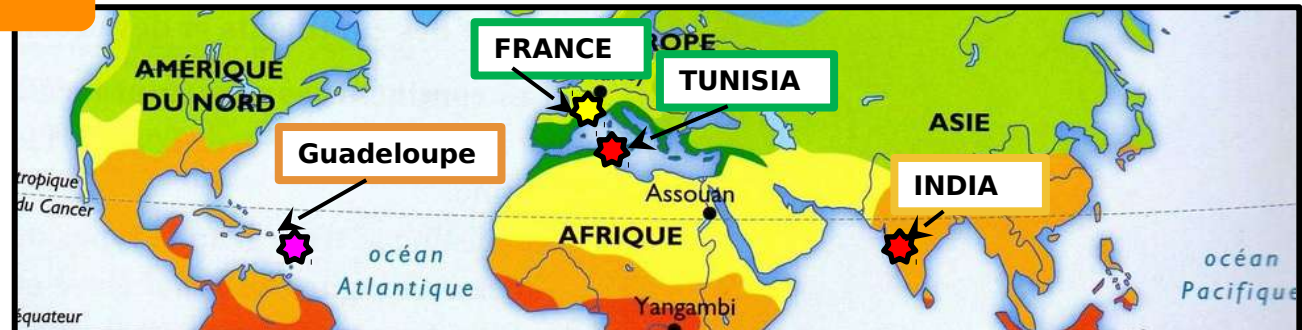 FRANCE
AMÉRIQUE
DU NORD
TUNISIA
ASIE
Guadeloupe
tropique
du Cancer
Assouan
INDIA
AFRIQUE
océan
Atlantique
océan
Pacifique
Yangambi
équateur